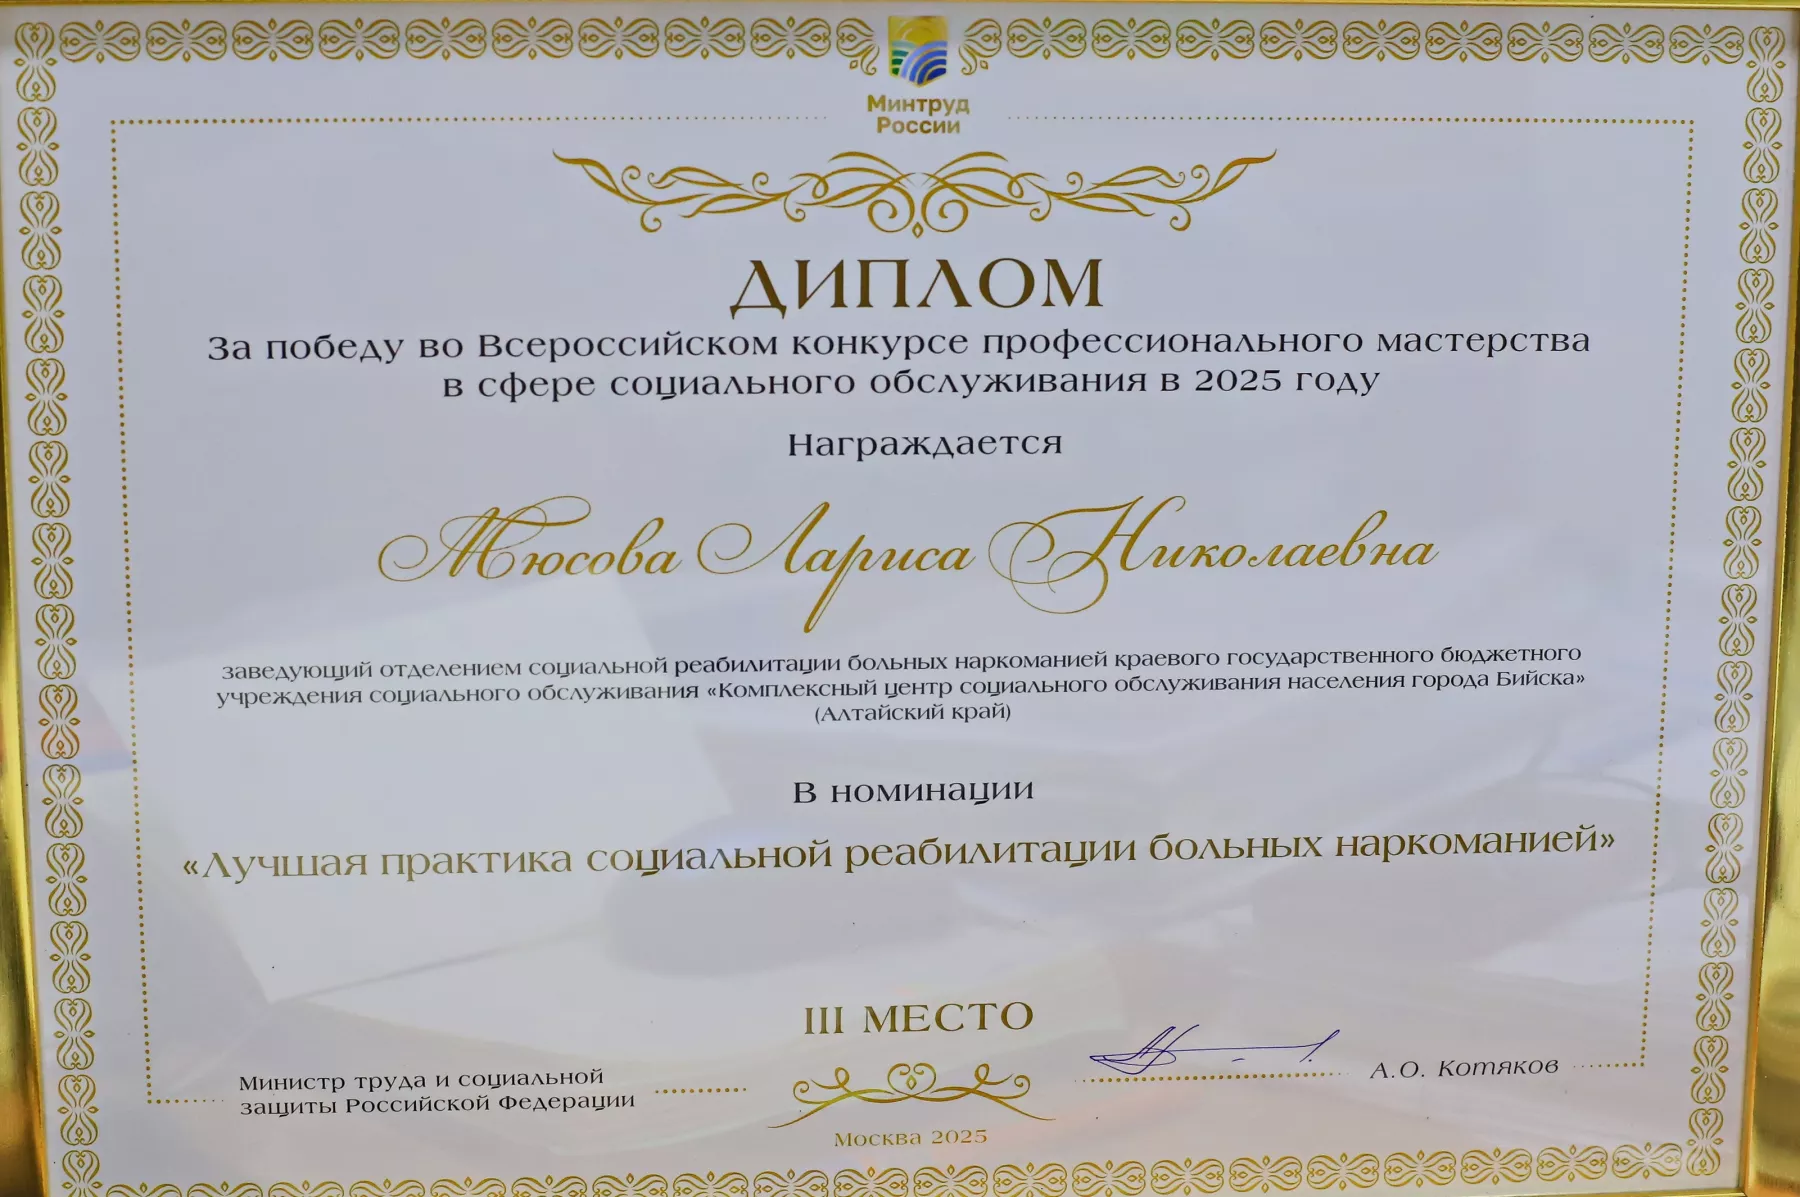 Минтруд
России
ДИПЛОМ
За победу во Всероссийском конкурсе профессионального мастерства
в сфере социального обслуживания в 2025 году
Награждается
Тюсова Лариса Николаевна
заведующий отделением социальной реабилитации больных наркоманией краевого государственного бюджетного
учреждения социального обслуживания «Комплексный центр социального обслуживания населения города Бийска»
(Алтайский край)
В номинации
«Лучшая практика социальной реабилитации больных наркоманией»
III МЕСТО
Министр труда и социальной
защиты Российской Федерации
А.О. Котяков
Москва 2025